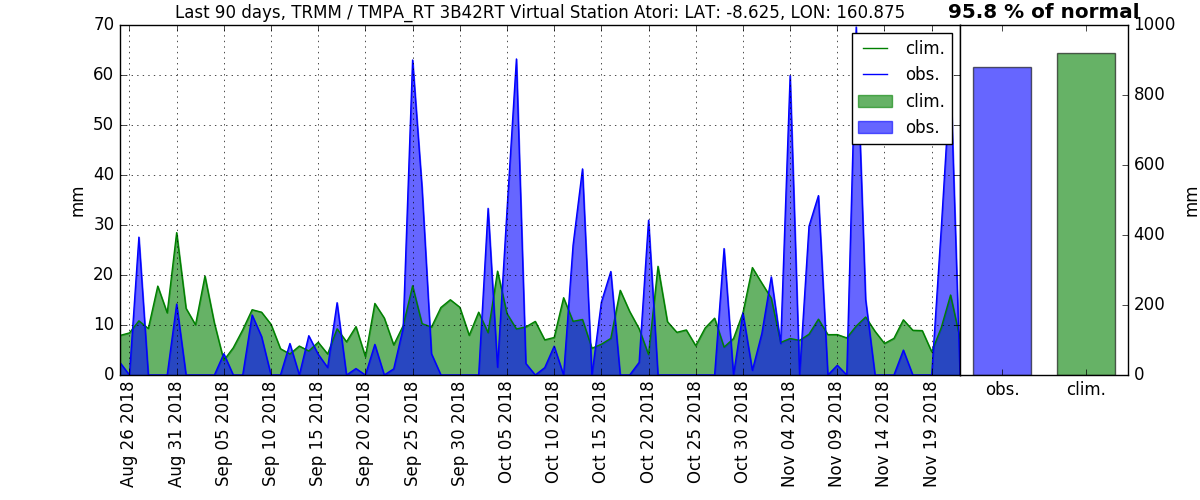 Last 90 days, TRMM / TMPA_RT 3B42RT Virtual Station Atori: LAT: -8.625, LON: 160.875
95.8 % of normal
70
60
50
40
30
20
10
0
mm
clim.
obs.
clim.
obs.
Aug 26 2018
Aug 31 2018
Sep 05 2018
Sep 10 2018
Sep 15 2018
Sep 20 2018
Sep 25 2018
Sep 30 2018
Oct 05 2018
Oct 10 2018
Oct 15 2018
Oct 20 2018
Oct 25 2018
Oct 30 2018
Nov 04 2018
Nov 09 2018
Nov 14 2018
Nov 19 2018
1000
800
600
400
200
0
mm
obs.
clim.